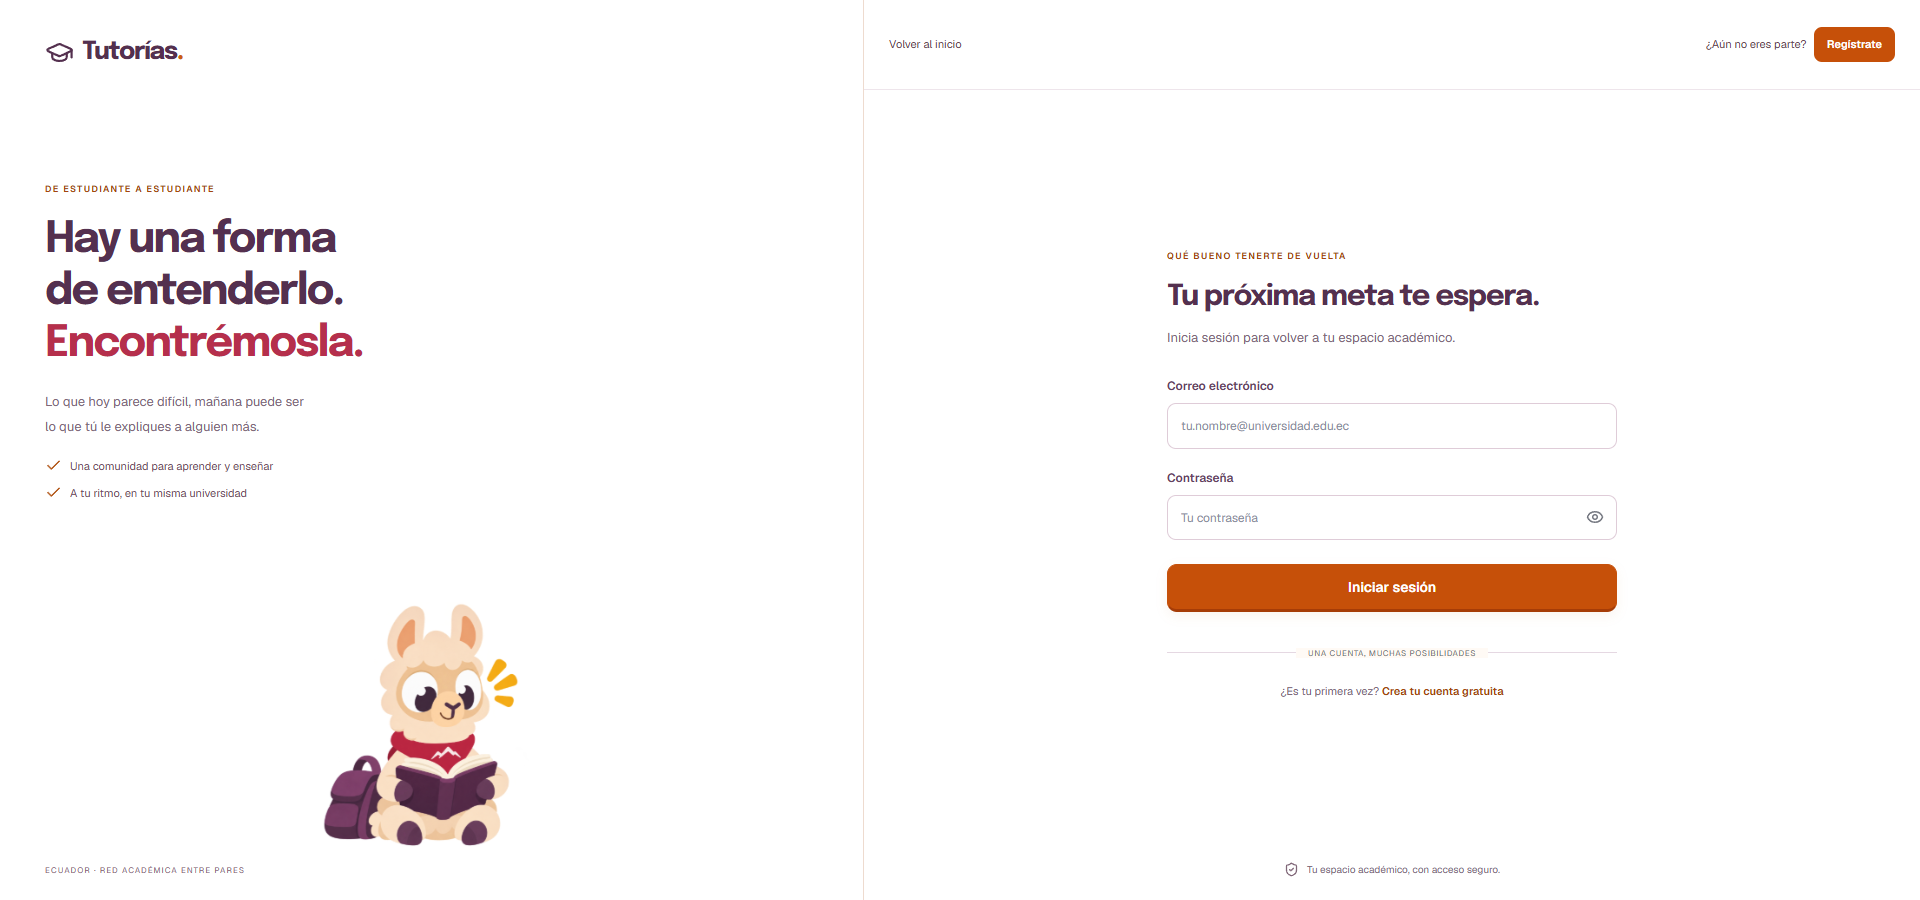 Tutorías.
DE ESTUDIANTE A ESTUDIANTE
Hay una forma
de entenderlo.
Encontrémosla.
Lo que hoy parece difícil, mañana puede ser
lo que tú le expliques a alguien más.
Una comunidad para aprender y enseñar
A tu ritmo, en tu misma universidad
ECUADOR · RED ACADÉMICA ENTRE PARES
Volver al inicio
¿Aún no eres parte? Regístrate
QUÉ BUENO TENERTE DE VUELTA
Tu próxima meta te espera.
Inicia sesión para volver a tu espacio académico.
Correo electrónico
tu.nombre@universidad.edu.ec
Contraseña
Tu contraseña
Iniciar sesión
UNA CUENTA, MUCHAS POSIBILIDADES
¿Es tu primera vez? Crea tu cuenta gratuita
Tu espacio académico, con acceso seguro.